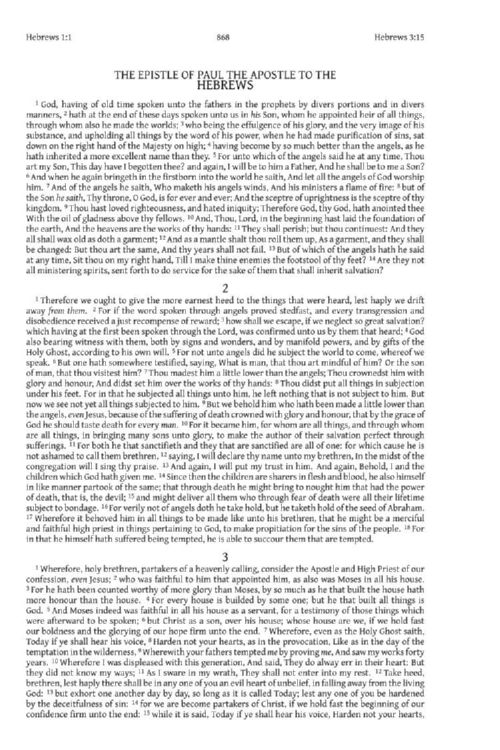 Hebrews 1:1 868 Hebrews 3:15
THE EPISTLE OF PAUL THE APOSTLE TO THE
HEBREWS
1 God, having of old time spoken unto the fathers in the prophets by divers portions and in divers
manners, 2 hath at the end of these days spoken unto us in his Son, whom he appointed heir of all things,
through whom also he made the worlds; 3 who being the effulgence of his glory, and the very image of his
substance, and upholding all things by the word of his power, when he had made purification of sins, sat
down on the right hand of the Majesty on high; 4 having become by so much better than the angels, as he
hath inherited a more excellent name than they. 5 For unto which of the angels said he at any time, Thou
art my Son, This day have I begotten thee? and again, I will be to him a Father, And he shall be to me a Son?
6 And when he again bringeth in the firstborn into the world he saith, And let all the angels of God worship
him. 7 And of the angels he saith, Who maketh his angels winds, And his ministers a flame of fire: 8 but of
the Son he saith, Thy throne, O God, is for ever and ever; And the sceptre of uprightness is the sceptre of thy
kingdom. 9 Thou hast loved righteousness, and hated iniquity; Therefore God, thy God, hath anointed thee
With the oil of gladness above thy fellows. 10 And, Thou, Lord, in the beginning hast laid the foundation of
the earth, And the heavens are the works of thy hands: 11 They shall perish; but thou continuest: And they
all shall wax old as doth a garment; 12 And as a mantle shalt thou roll them up, As a garment, and they shall
be changed: But thou art the same, And thy years shall not fail. 13 But of which of the angels hath he said
at any time, Sit thou on my right hand, Till I make thine enemies the footstool of thy feet? 14 Are they not
all ministering spirits, sent forth to do service for the sake of them that shall inherit salvation?
2
1 Therefore we ought to give the more earnest heed to the things that were heard, lest haply we drift
away from them. 2 For if the word spoken through angels proved stedfast, and every transgression and
disobedience received a just recompense of reward; 3 how shall we escape, if we neglect so great salvation?
which having at the first been spoken through the Lord, was confirmed unto us by them that heard; 4 God
also bearing witness with them, both by signs and wonders, and by manifold powers, and by gifts of the
Holy Ghost, according to his own will. 5 For not unto angels did he subject the world to come, whereof we
speak. 6 But one hath somewhere testified, saying, What is man, that thou art mindful of him? Or the son
of man, that thou visitest him? 7 Thou madest him a little lower than the angels; Thou crownedst him with
glory and honour, And didst set him over the works of thy hands: 8 Thou didst put all things in subjection
under his feet. For in that he subjected all things unto him, he left nothing that is not subject to him. But
now we see not yet all things subjected to him. 9 But we behold him who hath been made a little lower than
the angels, even Jesus, because of the suffering of death crowned with glory and honour, that by the grace of
God he should taste death for every man. 10 For it became him, for whom are all things, and through whom
are all things, in bringing many sons unto glory, to make the author of their salvation perfect through
sufferings. 11 For both he that sanctifieth and they that are sanctified are all of one: for which cause he is
not ashamed to call them brethren, 12 saying, I will declare thy name unto my brethren, In the midst of the
congregation will I sing thy praise. 13 And again, I will put my trust in him. And again, Behold, I and the
children which God hath given me. 14 Since then the children are sharers in flesh and blood, he also himself
in like manner partook of the same; that through death he might bring to nought him that had the power
of death, that is, the devil; 15 and might deliver all them who through fear of death were all their lifetime
subject to bondage. 16 For verily not of angels doth he take hold, but he taketh hold of the seed of Abraham.
17 Wherefore it behoved him in all things to be made like unto his brethren, that he might be a merciful
and faithful high priest in things pertaining to God, to make propitiation for the sins of the people. 18 For
in that he himself hath suffered being tempted, he is able to succour them that are tempted.
3
1 Wherefore, holy brethren, partakers of a heavenly calling, consider the Apostle and High Priest of our
confession, even Jesus; 2 who was faithful to him that appointed him, as also was Moses in all his house.
3 For he hath been counted worthy of more glory than Moses, by so much as he that built the house hath
more honour than the house. 4 For every house is builded by some one; but he that built all things is
God. 5 And Moses indeed was faithful in all his house as a servant, for a testimony of those things which
were afterward to be spoken; 6 but Christ as a son, over his house; whose house are we, if we hold fast
our boldness and the glorying of our hope firm unto the end. 7 Wherefore, even as the Holy Ghost saith,
Today if ye shall hear his voice, 8 Harden not your hearts, as in the provocation, Like as in the day of the
temptation in the wilderness, 9 Wherewith your fathers tempted me by proving me, And saw my works forty
years. 10 Wherefore I was displeased with this generation, And said, They do alway err in their heart: But
they did not know my ways; 11 As I sware in my wrath, They shall not enter into my rest. 12 Take heed,
brethren, lest haply there shall be in any one of you an evil heart of unbelief, in falling away from the living
God: 13 but exhort one another day by day, so long as it is called Today; lest any one of you be hardened
by the deceitfulness of sin: 14 for we are become partakers of Christ, if we hold fast the beginning of our
confidence firm unto the end: 15 while it is said, Today if ye shall hear his voice, Harden not your hearts,